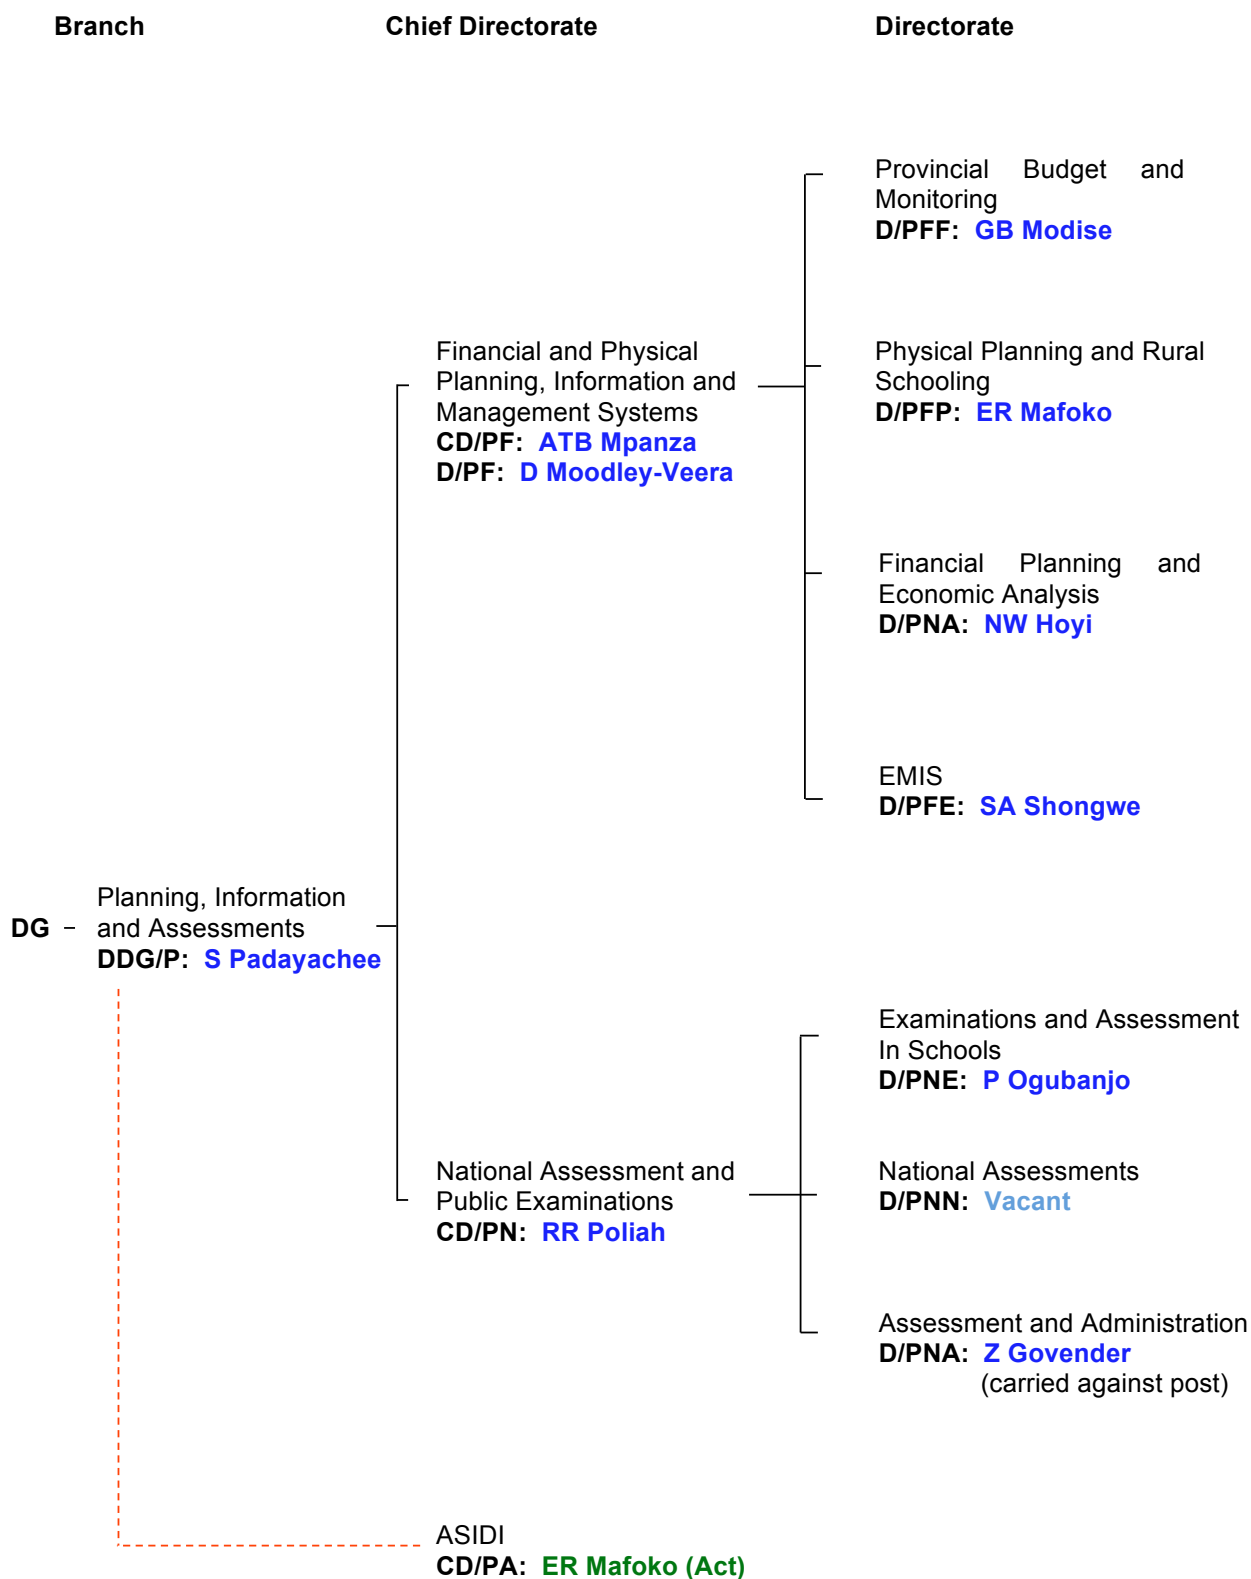 Branch
Chief Directorate
Directorate
Provincial Budget and
Monitoring
D/PFF: GB Modise
Financial and Physical
Planning, Information and
Management Systems
CD/PF: ATB Mpanza
D/PF: D Moodley-Veera
Physical Planning and Rural
Schooling
D/PFP: ER Mafoko
Financial Planning and
Economic Analysis
D/PNA: NW Hoyi
EMIS
D/PFE: SA Shongwe
DG
Planning, Information
and Assessments
DDG/P: S Padayachee
Examinations and Assessment
In Schools
D/PNE: P Ogubanjo
National Assessment and
Public Examinations
CD/PN: RR Poliah
National Assessments
D/PNN: Vacant
Assessment and Administration
D/PNA: Z Govender
(carried against post)
ASIDI
CD/PA: ER Mafoko (Act)